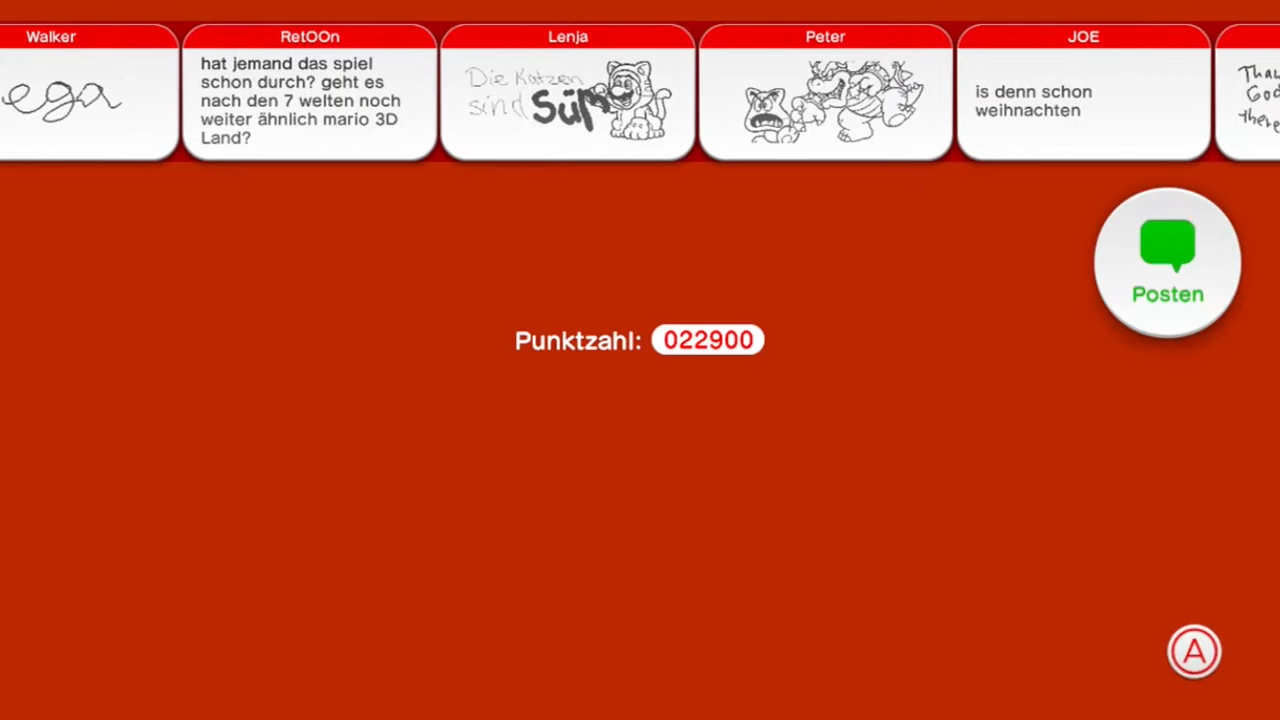 Walker
ega
RetOOn
hat jemand das spiel
schon durch? geht es
nach den 7 welten noch
weiter ähnlich mario 3D
Land?
Lenja
Die Katzen
sind Süß
Peter
JOE
is denn schon
weihnachten
Posten
Punktzahl: 022900
A